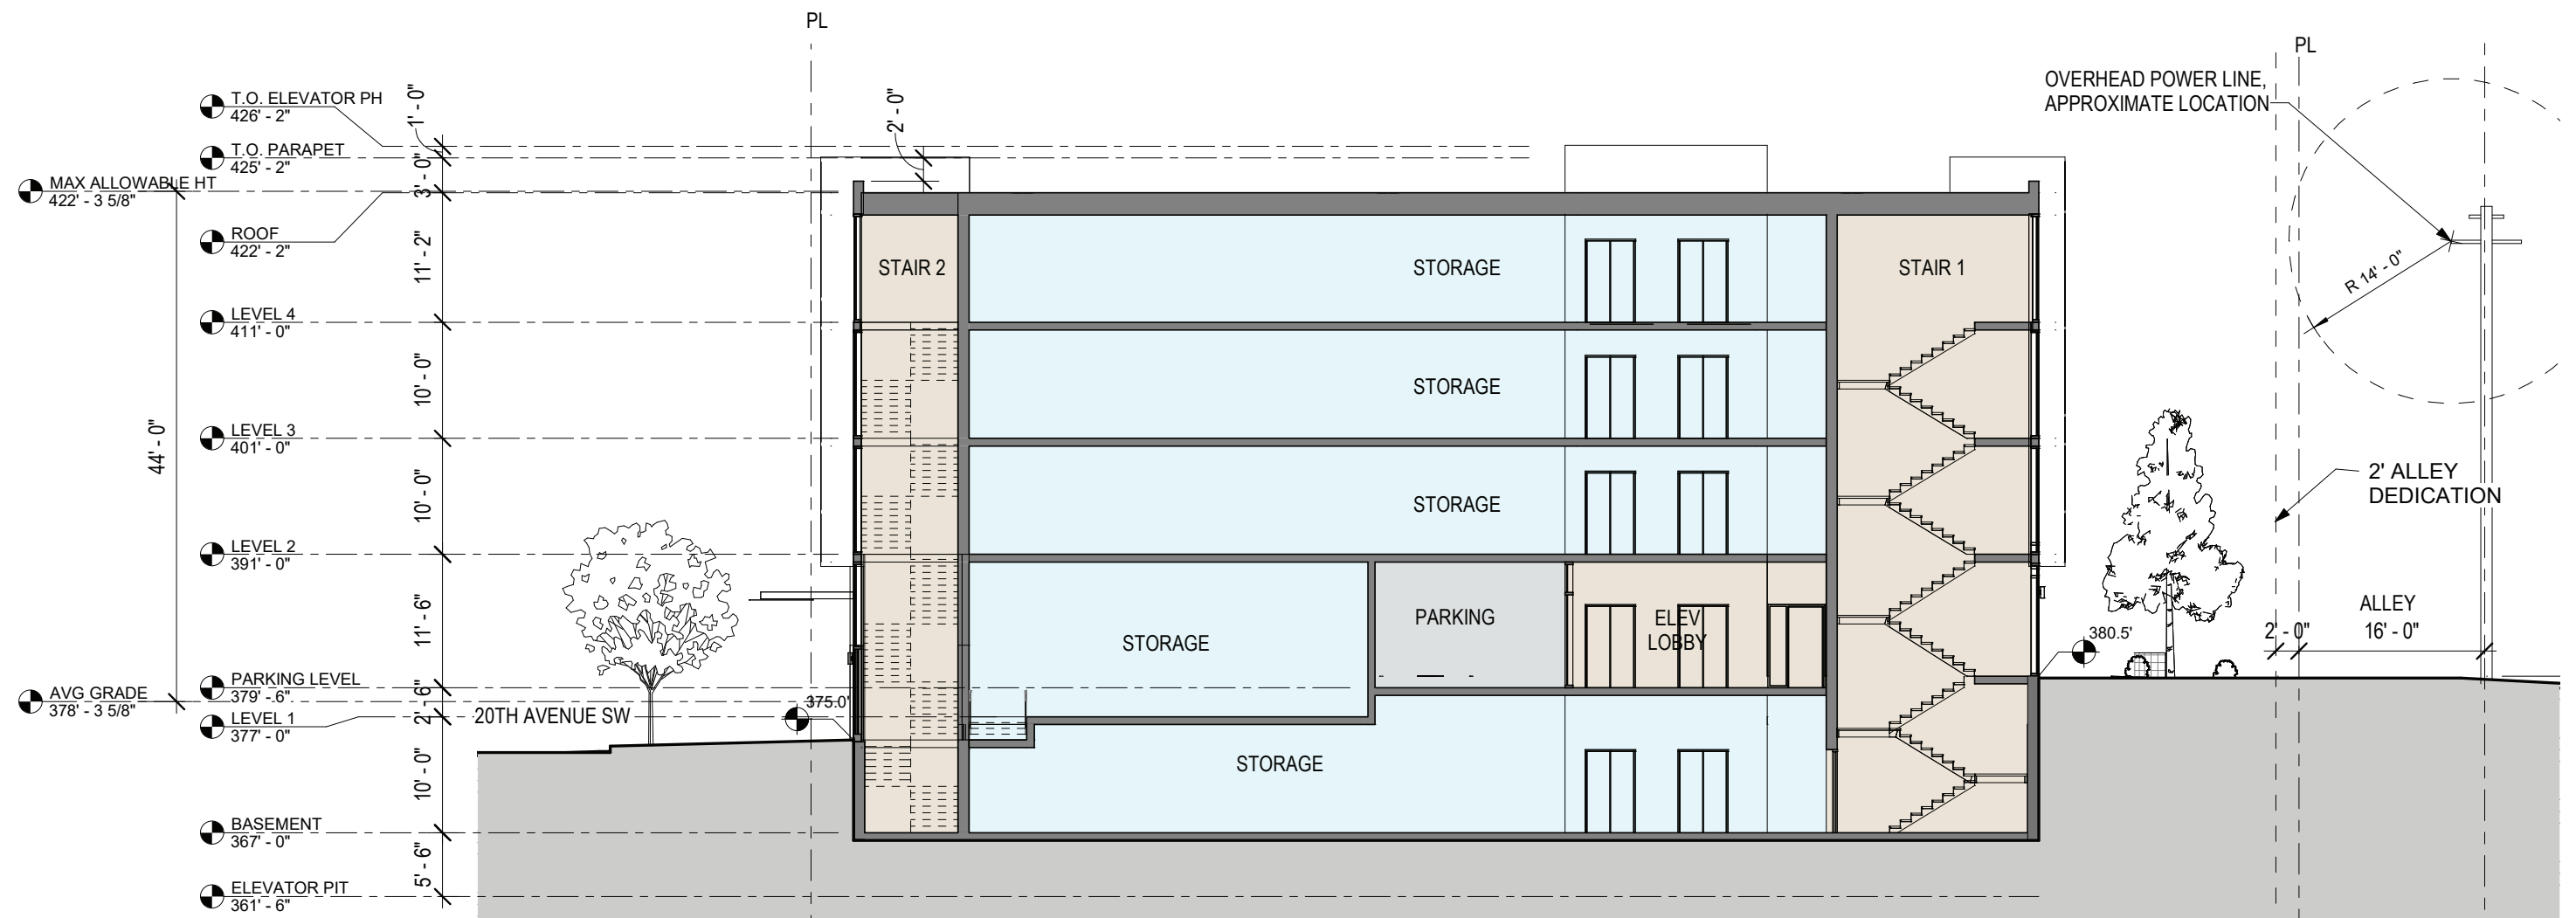 PL
PL
OVERHEAD POWER LINE,
APPROXIMATE LOCATION
T.O. ELEVATOR PH
426' - 2"
1' - 0"
2' - 0"
T.O. PARAPET
425' - 2"
MAX ALLOWABLE HT
422' - 3 5/8"
3' - 0"
ROOF
422' - 2"
11' - 2"
STAIR 2
STORAGE
STAIR 1
R 14' - 0"
LEVEL 4
411' - 0"
10' - 0"
STORAGE
LEVEL 3
401' - 0"
44' - 0"
10' - 0"
STORAGE
2' ALLEY
DEDICATION
LEVEL 2
391' - 0"
11' - 6"
STORAGE
PARKING
ELEV
LOBBY
ALLEY
2' - 0"
16' - 0"
380.5'
PARKING LEVEL
379' - 6"
AVG GRADE
378' - 3 5/8"
2' - 6"
LEVEL 1
377' - 0"
20TH AVENUE SW
375.0'
10' - 0"
STORAGE
BASEMENT
367' - 0"
5' - 6"
ELEVATOR PIT
361' - 6"